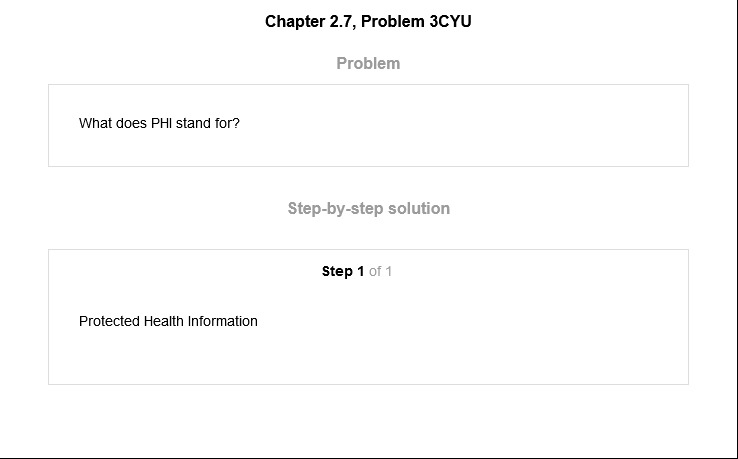 Chapter 2.7, Problem 3CYU
Problem
What does PHI stand for?
Step-by-step solution
Step 1 of 1
Protected Health Information